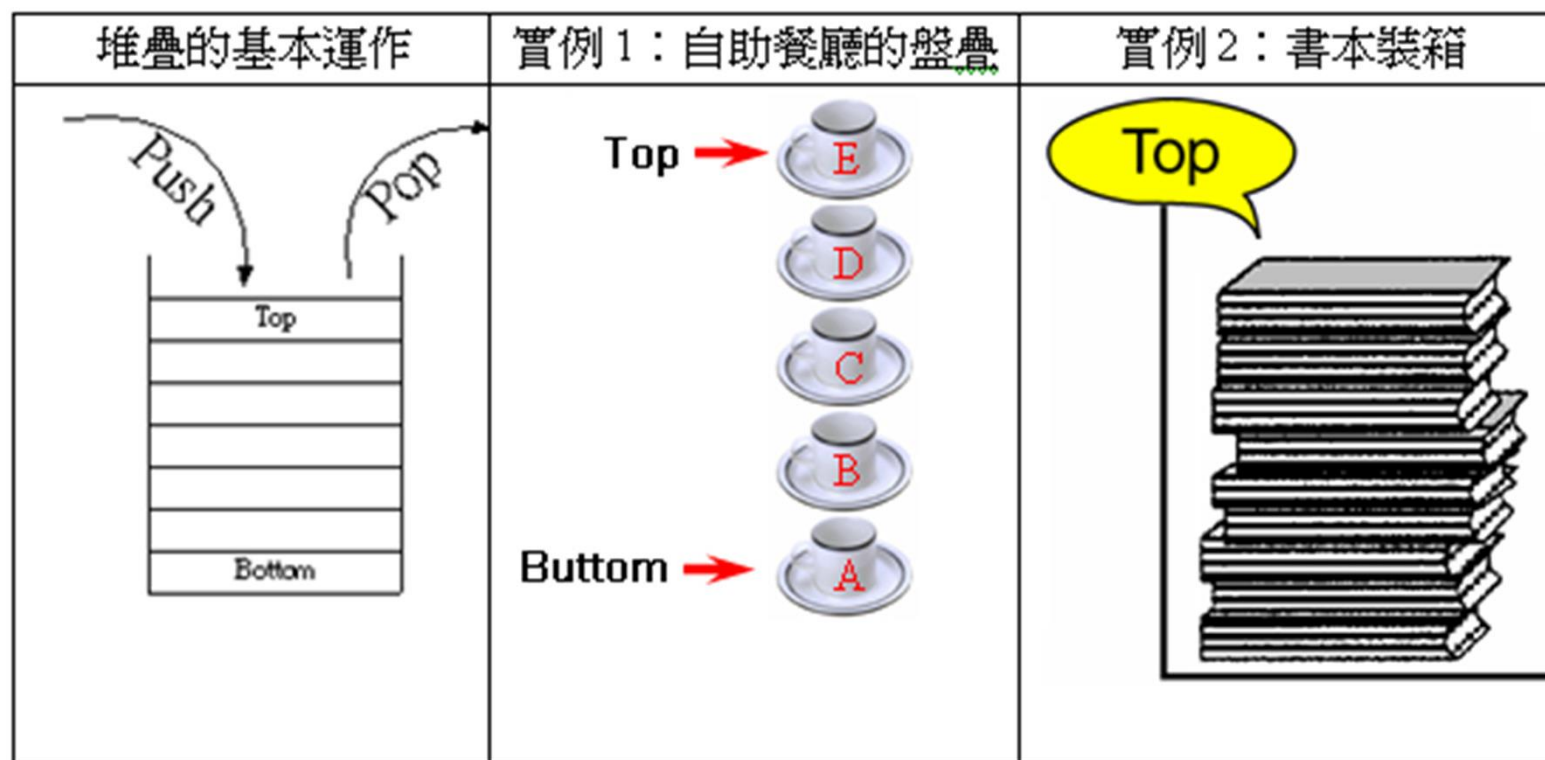 堆疊的基本運作
實例1：自助餐廳的盤疊
實例2：書本裝箱
Push
Pop
Top
Bottom
Top
E
D
C
B
Buttom
A
Top